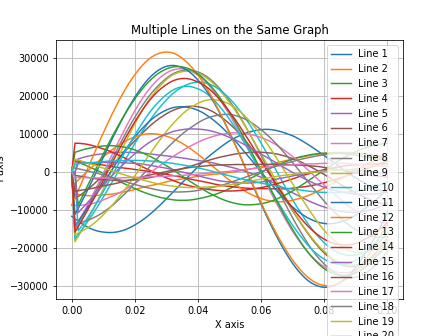 Multiple Lines on the Same Graph
30000
20000
10000
0
−10000
−20000
−30000
0.00
0.02
0.04
0.06
0.08
X axis
axis
Line 1
Line 2
Line 3
Line 4
Line 5
Line 6
Line 7
Line 8
Line 9
Line 10
Line 11
Line 12
Line 13
Line 14
Line 15
Line 16
Line 17
Line 18
Line 19
Line 20